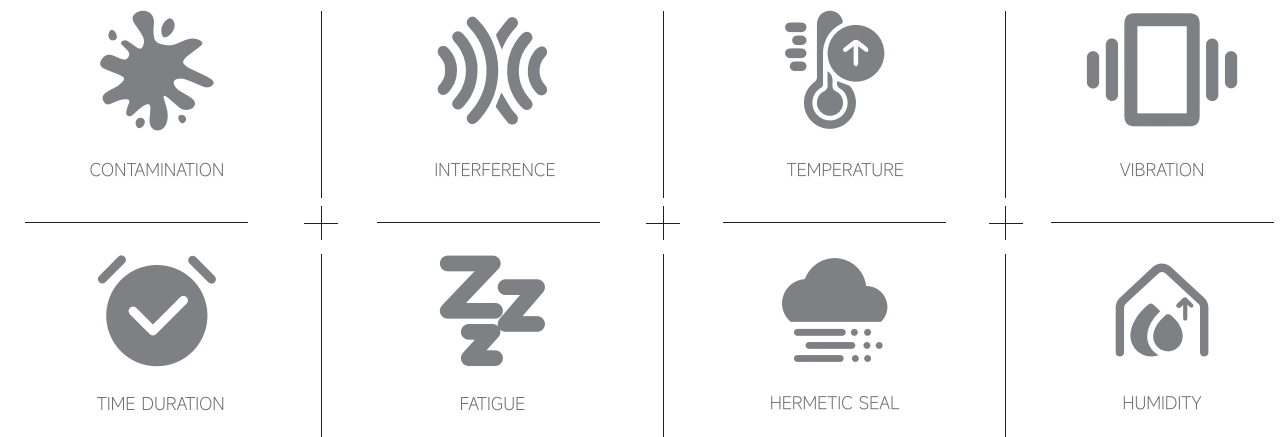 CONTAMINATION
INTERFERENCE
TEMPERATURE
VIBRATION
TIME DURATION
FATIGUE
HERMETIC SEAL
HUMIDITY